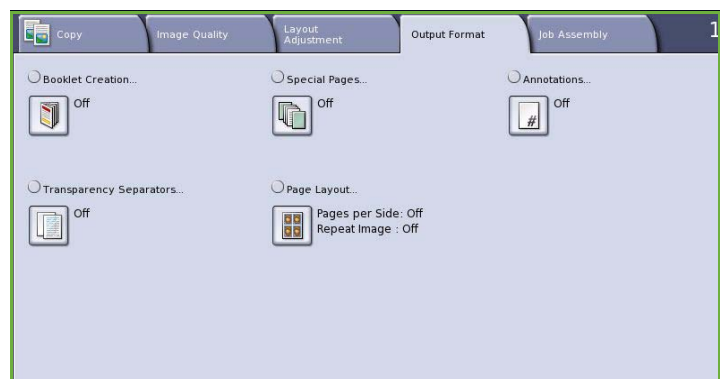 Copy
Image Quality
Layout
Adjustment
Output Format
Job Assembly
1
Booklet Creation...
Off
Special Pages...
Off
Annotations...
Off
#
Transparency Separators...
Off
Page Layout...
Pages per Side: Off
Repeat Image : Off